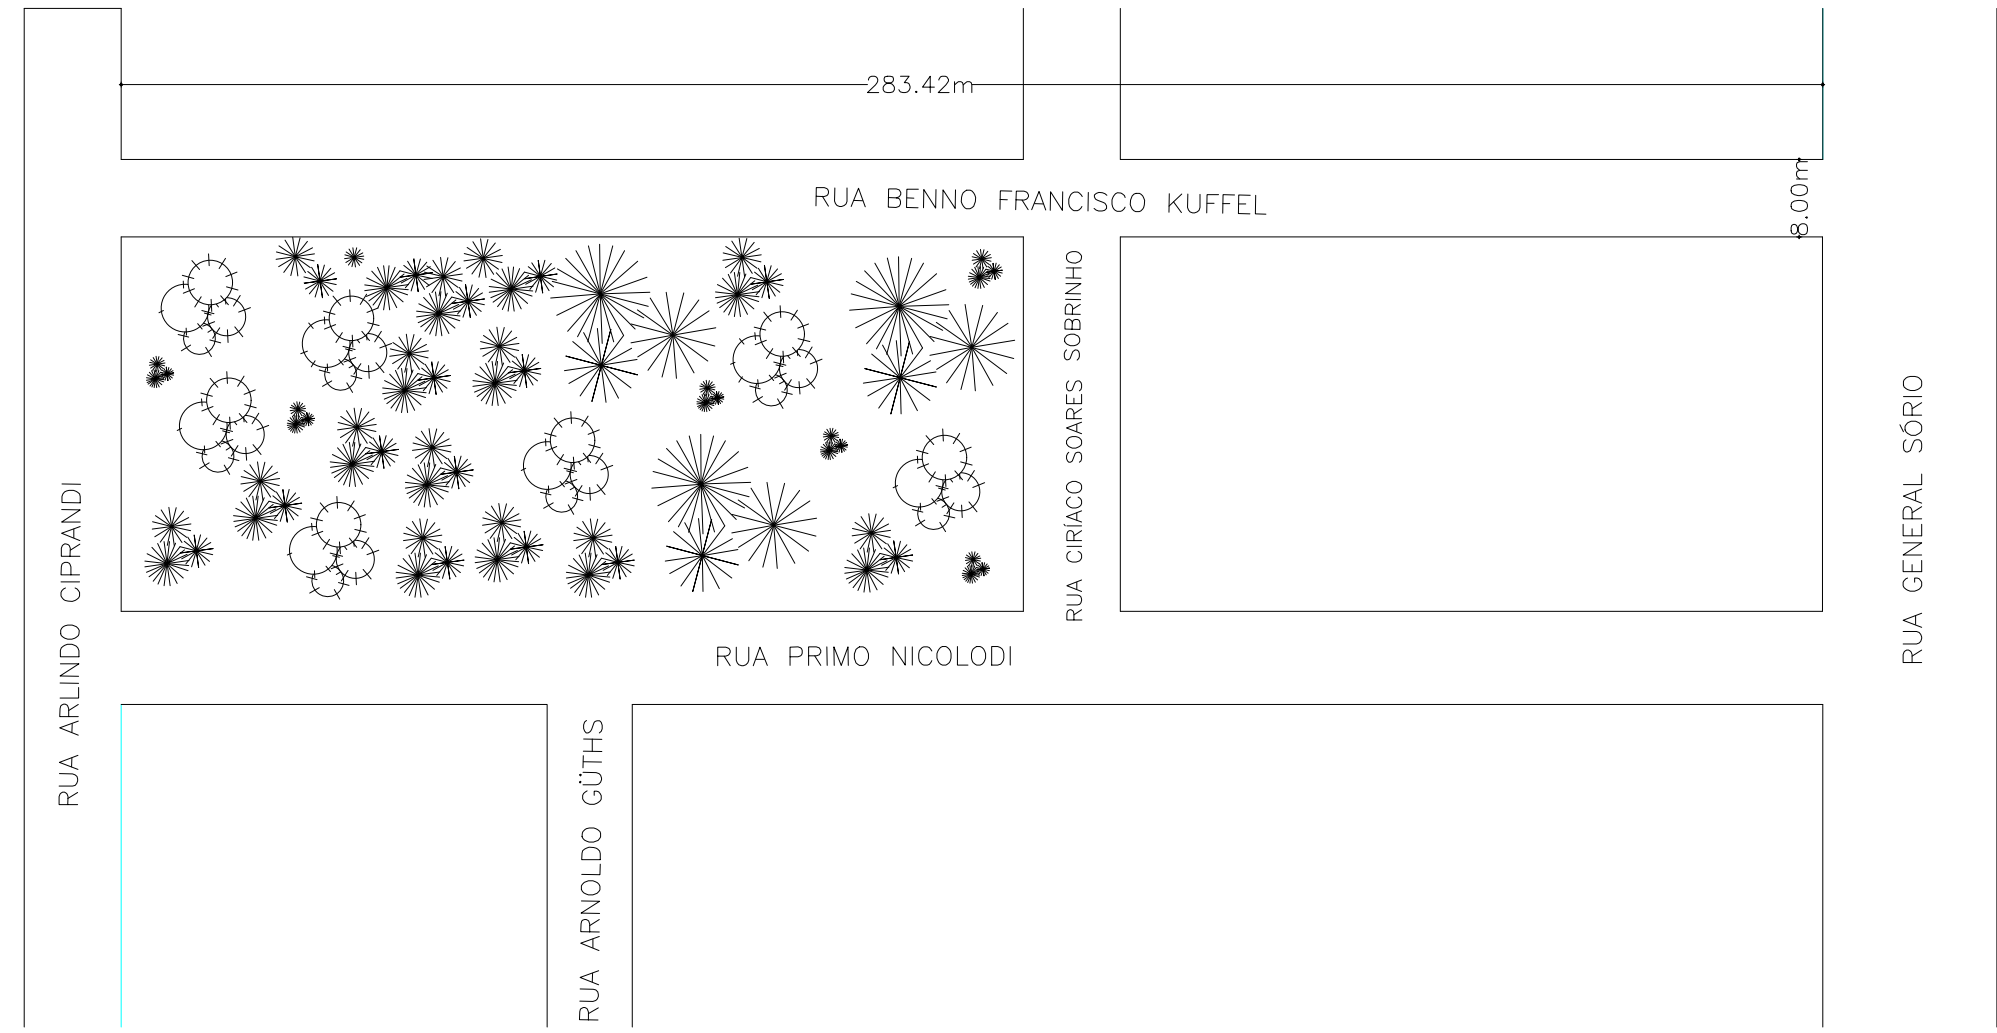 283.42m
RUA BENNO FRANCISCO KUFFEL
8.00m
RUA CIRÍACO SOARES SOBRINHO
RUA GENERAL SÓRIO
RUA ARLINDO CIPRANDI
RUA PRIMO NICOLODI
RUA ARNOLDO GÜTHS